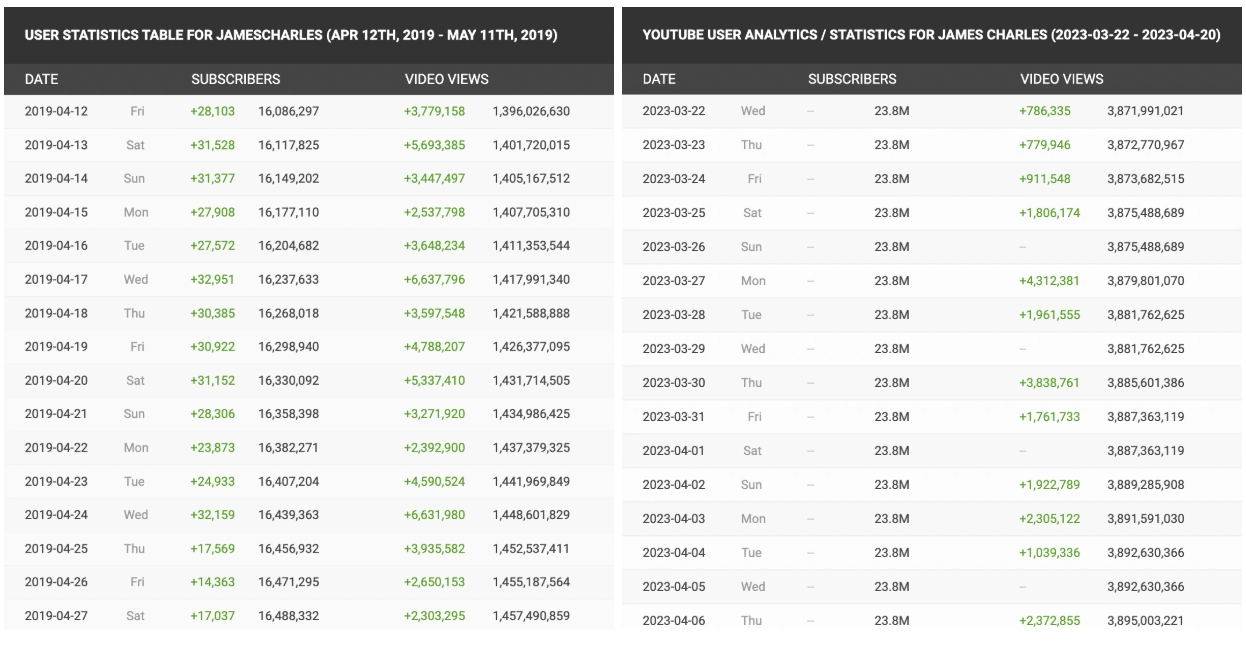 USER STATISTICS TABLE FOR JAMESCHARLES (APR 12TH, 2019 - MAY 11TH, 2019)
DATE SUBSCRIBERS VIDEO VIEWS
2019-04-12 Fri +28,103 16,086,297 +3,779,158 1,396,026,630
2019-04-13 Sat +31,528 16,117,825 +5,693,385 1,401,720,015
2019-04-14 Sun +31,377 16,149,202 +3,447,497 1,405,167,512
2019-04-15 Mon +27,908 16,177,110 +2,537,798 1,407,705,310
2019-04-16 Tue +27,572 16,204,682 +3,648,234 1,411,353,544
2019-04-17 Wed +32,951 16,237,633 +6,637,796 1,417,991,340
2019-04-18 Thu +30,385 16,268,018 +3,597,548 1,421,588,888
2019-04-19 Fri +30,922 16,298,940 +4,788,207 1,426,377,095
2019-04-20 Sat +31,152 16,330,092 +5,337,410 1,431,714,505
2019-04-21 Sun +28,306 16,358,398 +3,271,920 1,434,986,425
2019-04-22 Mon +23,873 16,382,271 +2,392,900 1,437,379,325
2019-04-23 Tue +24,933 16,407,204 +4,590,524 1,441,969,849
2019-04-24 Wed +32,159 16,439,363 +6,631,980 1,448,601,829
2019-04-25 Thu +17,569 16,456,932 +3,935,582 1,452,537,411
2019-04-26 Fri +14,363 16,471,295 +2,650,153 1,455,187,564
2019-04-27 Sat +17,037 16,488,332 +2,303,295 1,457,490,859
YOUTUBE USER ANALYTICS / STATISTICS FOR JAMES CHARLES (2023-03-22 - 2023-04-20)
DATE SUBSCRIBERS VIDEO VIEWS
2023-03-22 Wed -- 23.8M +786,335 3,871,991,021
2023-03-23 Thu -- 23.8M +779,946 3,872,770,967
2023-03-24 Fri -- 23.8M +911,548 3,873,682,515
2023-03-25 Sat -- 23.8M +1,806,174 3,875,488,689
2023-03-26 Sun -- 23.8M -- 3,875,488,689
2023-03-27 Mon -- 23.8M +4,312,381 3,879,801,070
2023-03-28 Tue -- 23.8M +1,961,555 3,881,762,625
2023-03-29 Wed -- 23.8M -- 3,881,762,625
2023-03-30 Thu -- 23.8M +3,838,761 3,885,601,386
2023-03-31 Fri -- 23.8M +1,761,733 3,887,363,119
2023-04-01 Sat -- 23.8M -- 3,887,363,119
2023-04-02 Sun -- 23.8M +1,922,789 3,889,285,908
2023-04-03 Mon -- 23.8M +2,305,122 3,891,591,030
2023-04-04 Tue -- 23.8M +1,039,336 3,892,630,366
2023-04-05 Wed -- 23.8M -- 3,892,630,366
2023-04-06 Thu -- 23.8M +2,372,855 3,895,003,221